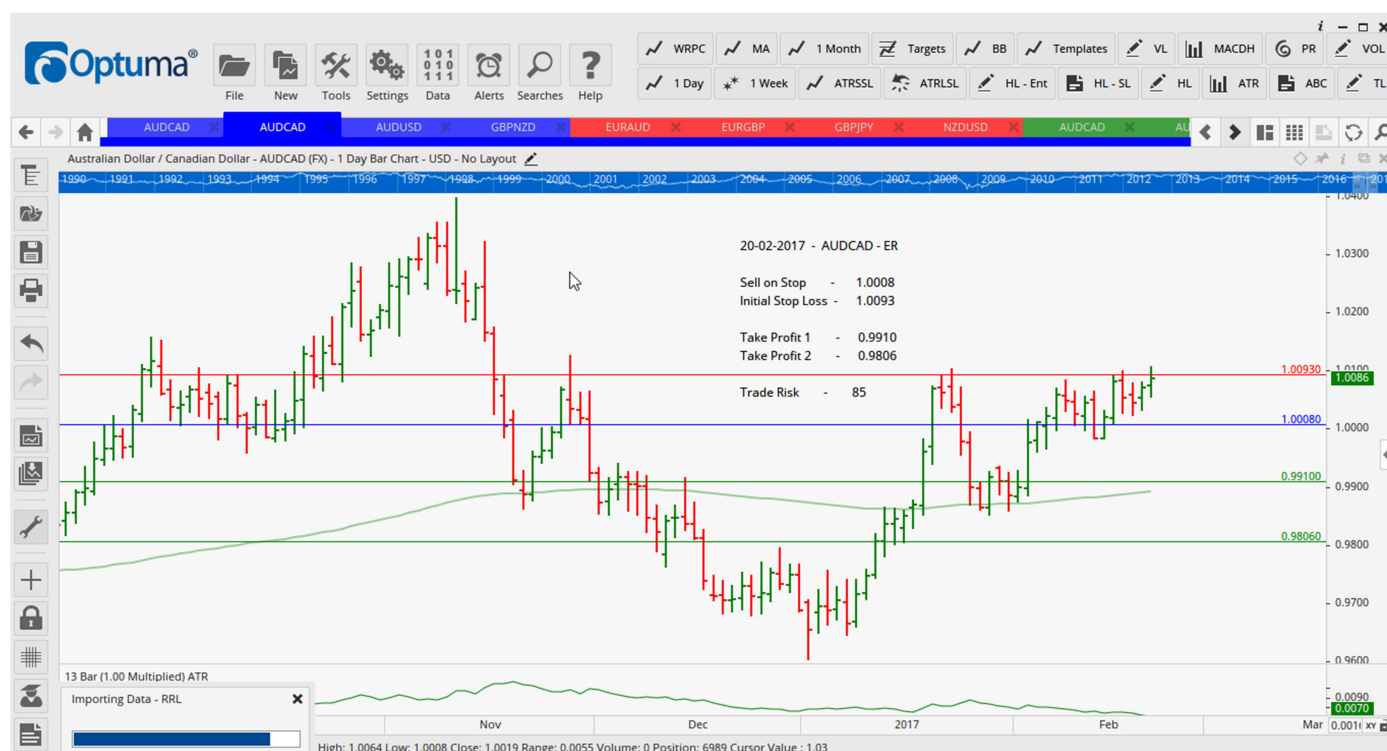 Optuma®
File
New
Tools
Settings
Data
Alerts
Searches
Help
WRPC
MA
1 Month
Targets
BB
Templates
VL
MACDH
PR
VOL
1 Day
1 Week
ATRSSL
ATRLSL
HL - Ent
HL - SL
HL
ATR
ABC
TL
AUDCAD
AUDCAD
AUDUSD
GBPNZD
EURAUD
EURGBP
GBPJPY
NZDUSD
AUDCAD
AU
Australian Dollar / Canadian Dollar - AUDCAD (FX) - 1 Day Bar Chart - USD - No Layout
1990 1991 1992 1993 1994 1995 1996 1997 1998 1999 2000 2001 2002 2003 2004 2005 2006 2007 2008 2009 2010 2011 2012 2013 2014 2015 2016 201
1.0400
20-02-2017 - AUDCAD - ER
1.0300
Sell on Stop - 1.0008
Initial Stop Loss - 1.0093
1.0200
Take Profit 1 - 0.9910
Take Profit 2 - 0.9806
1.00930
1.0100
1.0086
Trade Risk - 85
1.00080
1.0000
0.99100
0.9900
0.98060
0.9800
0.9700
0.9600
13 Bar (1.00 Multiplied) ATR
Importing Data - RRL
0.0090
0.0070
Nov Dec 2017 Feb Mar
XY
High: 1.0064 Low: 1.0008 Close: 1.0019 Range: 0.0055 Volume: 0 Position: 6989 Cursor Value : 1.03